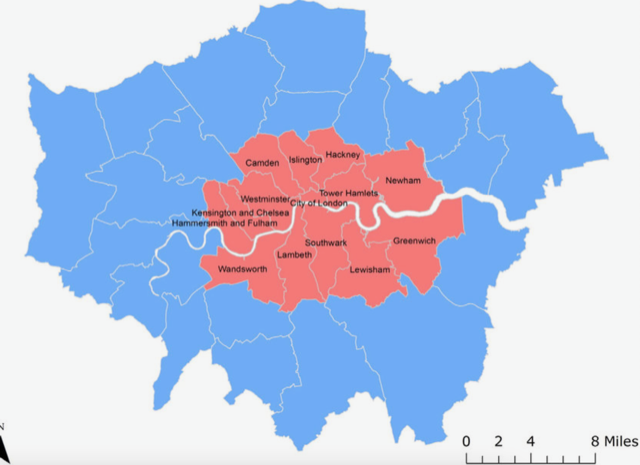 Hackney
Islington
Camden
Newham
Tower Hamlets
Westminster
City of London
Kensington and Chelsea
Hammersmith and Fulham
Greenwich
Southwark
Lambeth
Wandsworth
Lewisham
N
0 2 4 8 Miles